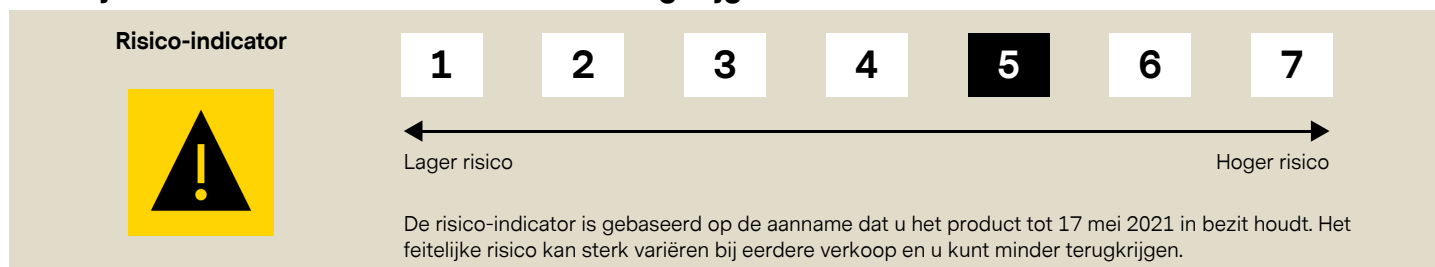 Risico-indicator
1 2 3 4 5 6 7
Lager risico Hoger risico
De risico-indicator is gebaseerd op de aanname dat u het product tot 17 mei 2021 in bezit houdt. Het
feitelijke risico kan sterk variëren bij eerdere verkoop en u kunt minder terugkrijgen.